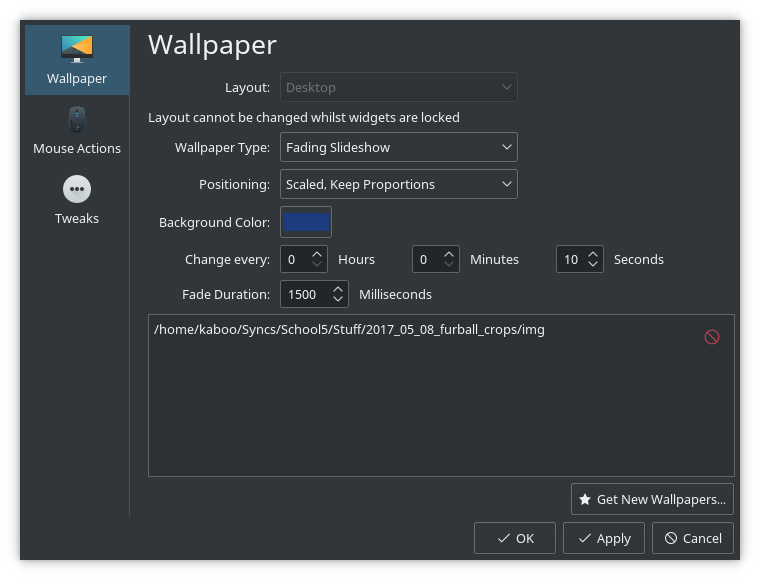 Wallpaper
Wallpaper
Mouse Actions
Tweaks
Layout: Desktop
Layout cannot be changed whilst widgets are locked
Wallpaper Type: Fading Slideshow
Positioning: Scaled, Keep Proportions
Background Color:
Change every: 0 Hours 0 Minutes 10 Seconds
Fade Duration: 1500 Milliseconds
/home/kaboo/Syncs/School5/Stuff/2017_05_08_furball_crops/img
Get New Wallpapers...
OK Apply Cancel